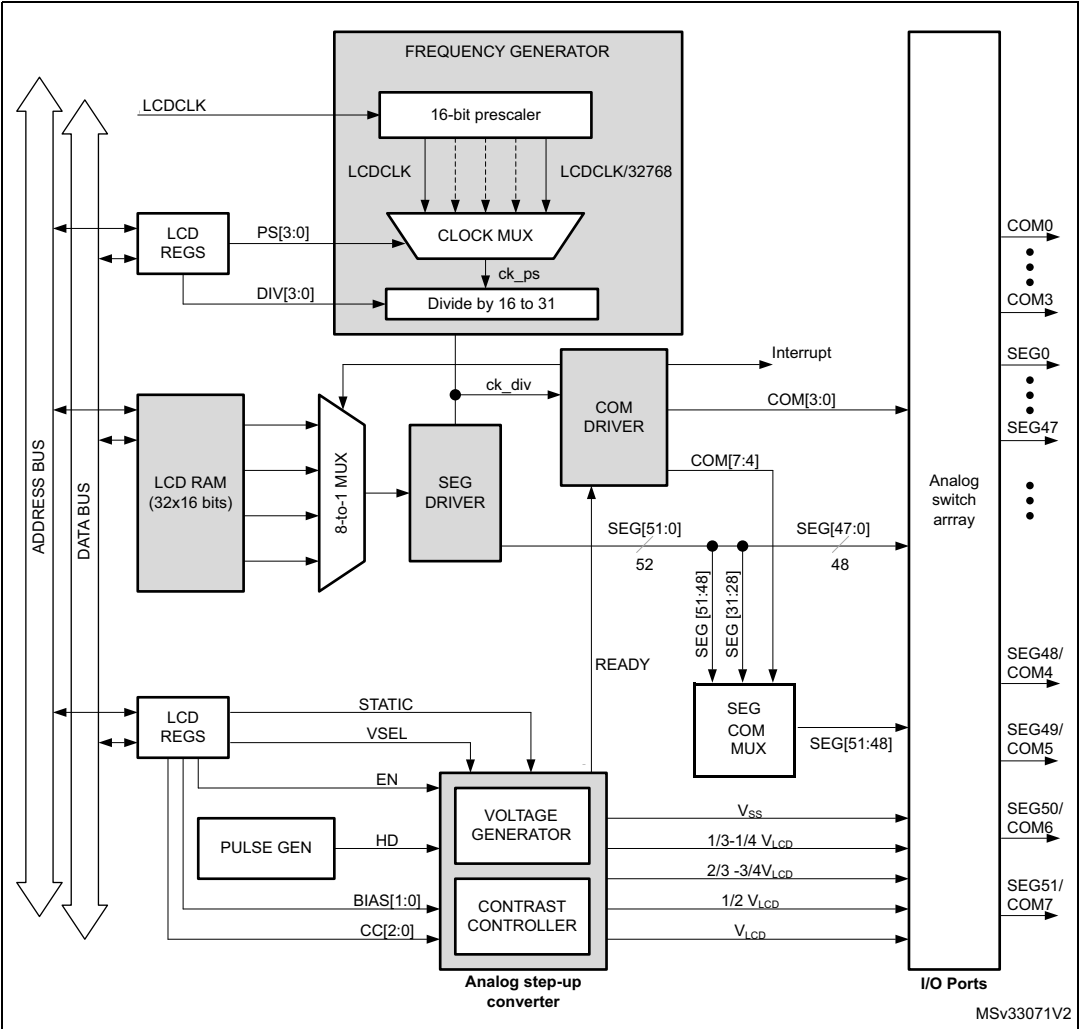 FREQUENCY GENERATOR
LCDCLK
16-bit prescaler
LCDCLK
LCDCLK/32768
LCD
REGS
PS[3:0]
CLOCK MUX
ck_ps
DIV[3:0]
Divide by 16 to 31
COM0
COM3
SEG0
SEG47
Interrupt
ck_div
COM
DRIVER
COM[3:0]
COM[7:4]
ADDRESS BUS
DATA BUS
LCD RAM
(32x16 bits)
8-to-1 MUX
SEG
DRIVER
SEG[51:0]
52
SEG[47:0]
48
Analog
switch
arrray
SEG [51:48]
SEG [31:28]
READY
SEG
COM
MUX
SEG[51:48]
SEG48/
COM4
SEG49/
COM5
SEG50/
COM6
SEG51/
COM7
LCD
REGS
STATIC
VSEL
EN
PULSE GEN
HD
BIAS[1:0]
CC[2:0]
VOLTAGE
GENERATOR
CONTRAST
CONTROLLER
VSS
1/3-1/4 VLCD
2/3 -3/4VLCD
1/2 VLCD
VLCD
Analog step-up
converter
I/O Ports
MSv33071V2